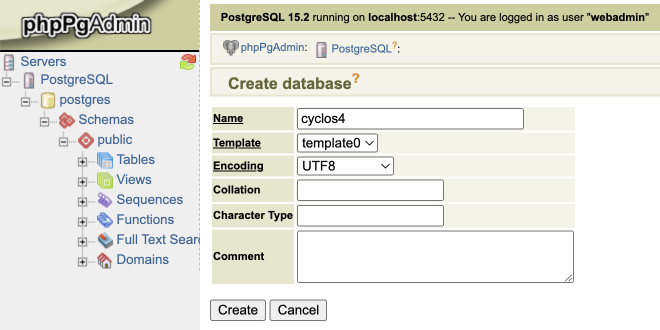 phpPgAdmin
Servers
PostgreSQL
postgres
Schemas
public
Tables
Views
Sequences
Functions
Full Text Sear
Domains
PostgreSQL 15.2 running on localhost:5432 -- You are logged in as user "webadmin"
phpPgAdmin: PostgreSQL?:
Create database?
Name cyclos4
Template template0
Encoding UTF8
Collation
Character Type
Comment
Create Cancel